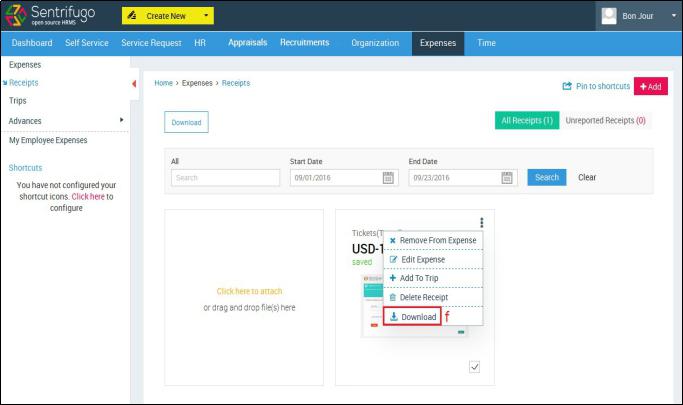 Sentrifugo
open source HRMS
Create New
Bon Jour
Dashboard Self Service Service Request HR Appraisals Recruitments Organization Expenses Time
Expenses
Receipts
Trips
Advances
My Employee Expenses
Shortcuts
You have not configured your
shortcut icons. Click here to
configure
Home > Expenses > Receipts
Pin to shortcuts + Add
Download
All Receipts (1) Unreported Receipts (0)
All Start Date End Date
Search 09/01/2016 09/23/2016 Search Clear
Click here to attach
or drag and drop file(s) here
USD-1
saved
Remove From Expense
Edit Expense
Add To Trip
Delete Receipt
Download f